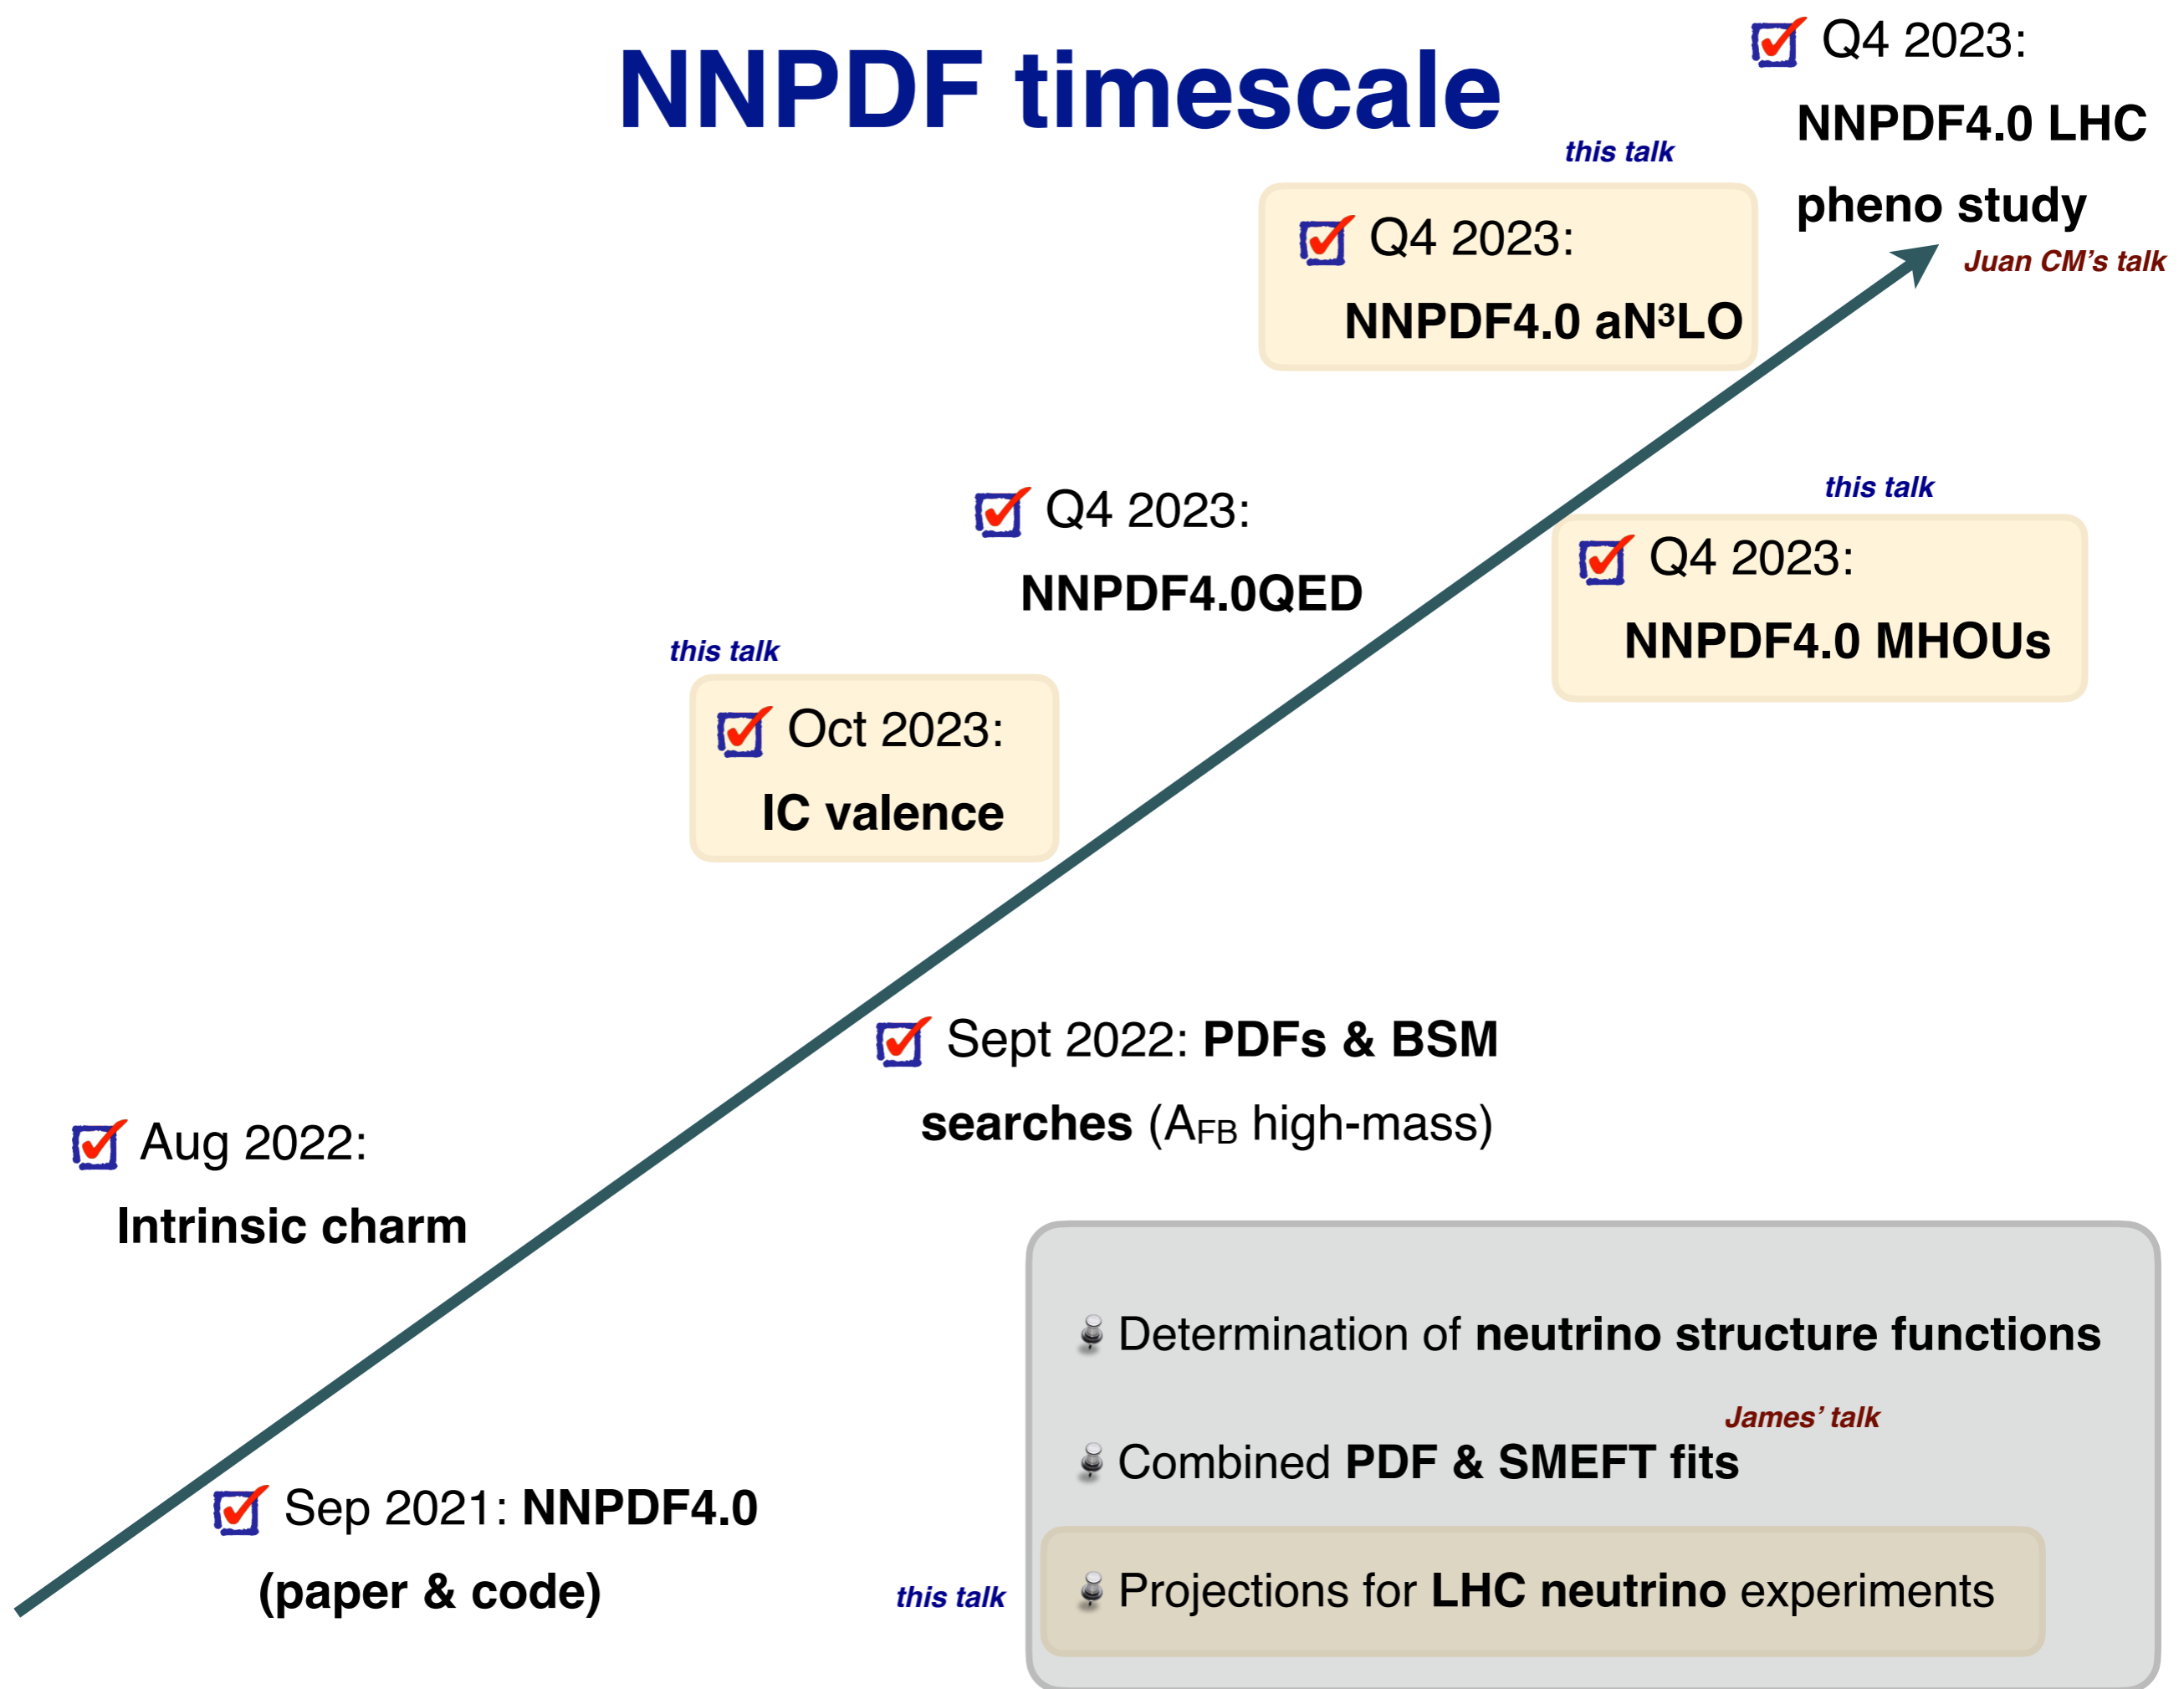 NNPDF timescale
Q4 2023:
NNPDF4.0 LHC
pheno study
Juan CM's talk
this talk
Q4 2023:
NNPDF4.0 aN³LO
this talk
Q4 2023:
NNPDF4.0 MHOUs
Q4 2023:
NNPDF4.0QED
this talk
Oct 2023:
IC valence
Sept 2022: PDFs & BSM
searches (A_FB high-mass)
Aug 2022:
Intrinsic charm
Sep 2021: NNPDF4.0
(paper & code)
Determination of neutrino structure functions
James' talk
Combined PDF & SMEFT fits
this talk
Projections for LHC neutrino experiments